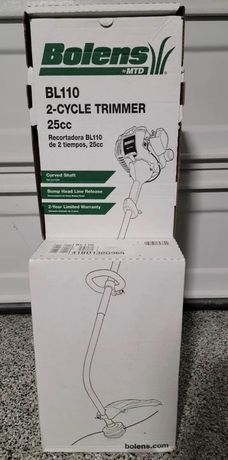 Bolens
by MTD
BL110
2-CYCLE TRIMMER
25cc
Recortadora BL110
de 2 tiempos, 25cc
Curved Shaft
Bump Head Line Release
2-Year Limited Warranty
bolens.com